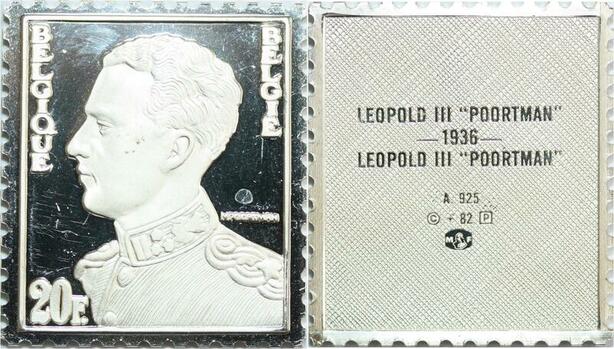 BELGIQUE
BELGIE
20F.
LEOPOLD III "POORTMAN"
—1936—
LEOPOLD III "POORTMAN"
A 925
© + 82 P
M F